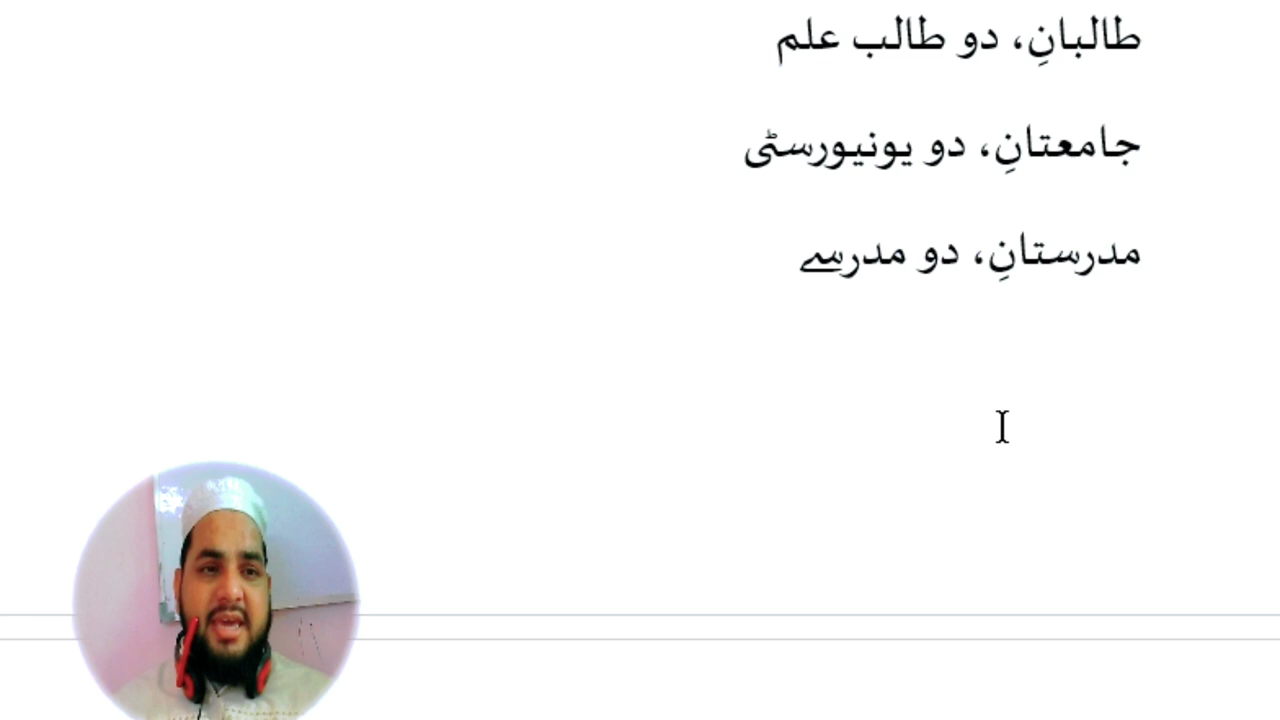 طالبانِ، دو طالب علم
جامعتانِ، دو یونیورسٹی
مدرستانِ، دو مدرسے